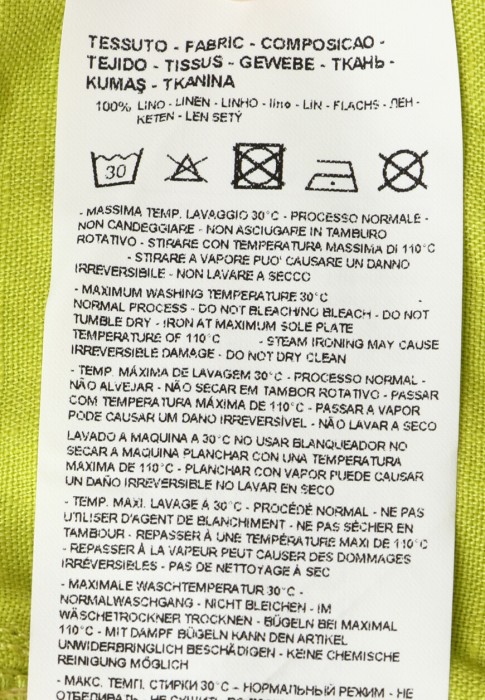 TESSUTO - FABRIC - COMPOSICAO -
TEJIDO - TISSUS - GEWEBE - ТКАНЬ -
KUMAŞ - TKANINA
100% LINO - LINEN - LINHO - lino - LIN - FLACHS - ЛЕН -
KETEN - LEN SETY
30
- MASSIMA TEMP. LAVAGGIO 30°C - PROCESSO NORMALE -
NON CANDEGGIARE - NON ASCIUGARE IN TAMBURO
ROTATIVO - STIRARE CON TEMPERATURA MASSIMA DI 110°C
- STIRARE A VAPORE PUO' CAUSARE UN DANNO
IRREVERSIBILE - NON LAVARE A SECCO
- MAXIMUM WASHING TEMPERATURE 30°C -
NORMAL PROCESS - DO NOT BLEACHING BLEACH - DO NOT
TUMBLE DRY - IRON AT MAXIMUM SOLE PLATE
TEMPERATURE OF 110°C - STEAM IRONING MAY CAUSE
IRREVERSIBLE DAMAGE - DO NOT DRY CLEAN
- TEMP. MÁXIMA DE LAVAGEM 30°C - PROCESSO NORMAL -
NÃO ALVEJAR - NÃO SECAR EM TAMBOR ROTATIVO - PASSAR
COM TEMPERATURA MÁXIMA DE 110°C - PASSAR A VAPOR
PODE CAUSAR UM DANO IRREVERSÍVEL - NÃO LAVAR A SECO
LAVADO A MAQUINA A 30°C NO USAR BLANQUEADOR NO
SECAR A MAQUINA PLANCHAR CON UNA TEMPERATURA
MAXIMA DE 110°C - PLANCHAR CON VAPOR PUEDE CAUSAR
UN DAÑO IRREVERSIBLE NO LAVAR EN SECO
- TEMP. MAXI. LAVAGE À 30°C - PROCÉDÉ NORMAL - NE PAS
UTILISER D'AGENT DE BLANCHIMENT - NE PAS SÉCHER EN
TAMBOUR - REPASSER À UNE TEMPÉRATURE MAXI DE 110°C
- REPASSER À LA VAPEUR PEUT CAUSER DES DOMMAGES
IRRÉVERSIBLES - PAS DE NETTOYAGE À SEC
- MAXIMALE WASCHTEMPERATUR 30°C -
NORMALWASCHGANG - NICHT BLEICHEN - IM
WÄSCHETROCKNER TROCKNEN - BÜGELN BEI MAXIMAL
110°C - MIT DAMPF BÜGELN KANN DEN ARTIKEL
UNWIDERBRINGLICH BESCHÄDIGEN - KEINE CHEMISCHE
REINIGUNG MÖGLICH
- МАКС. ТЕМП. СТИРКИ 30°C - НОРМАЛЬНЫЙ РЕЖИМ - НЕ
ОТБЕЛИВАТЬ - НЕ СУШИТЬ